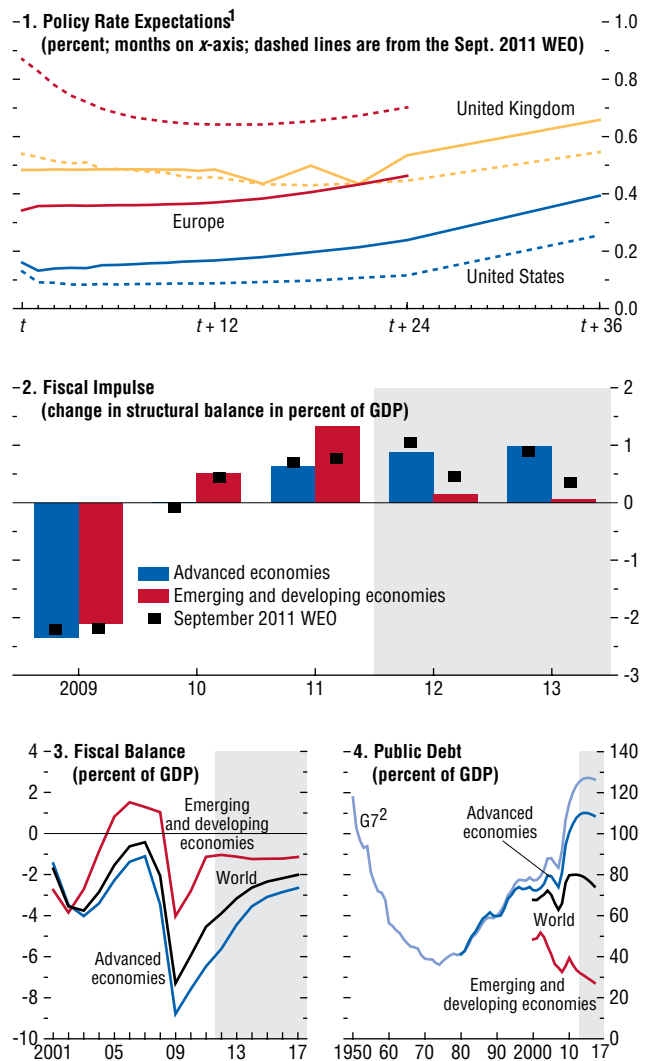 1. Policy Rate Expectations¹
(percent; months on x-axis; dashed lines are from the Sept. 2011 WEO)
1.0
0.8
0.6
0.4
0.2
0.0
United Kingdom
Europe
United States
t
t + 12
t + 24
t + 36
2. Fiscal Impulse
(change in structural balance in percent of GDP)
2
1
0
-1
-2
-3
Advanced economies
Emerging and developing economies
September 2011 WEO
2009
10
11
12
13
3. Fiscal Balance
(percent of GDP)
4
2
0
-2
-4
-6
-8
-10
Emerging
and developing
economies
World
Advanced
economies
2001
05
09
13
17
4. Public Debt
(percent of GDP)
140
120
100
80
60
40
20
0
G7²
Advanced
economies
World
Emerging and
developing economies
1950
60
70
80
90
2000
10
17